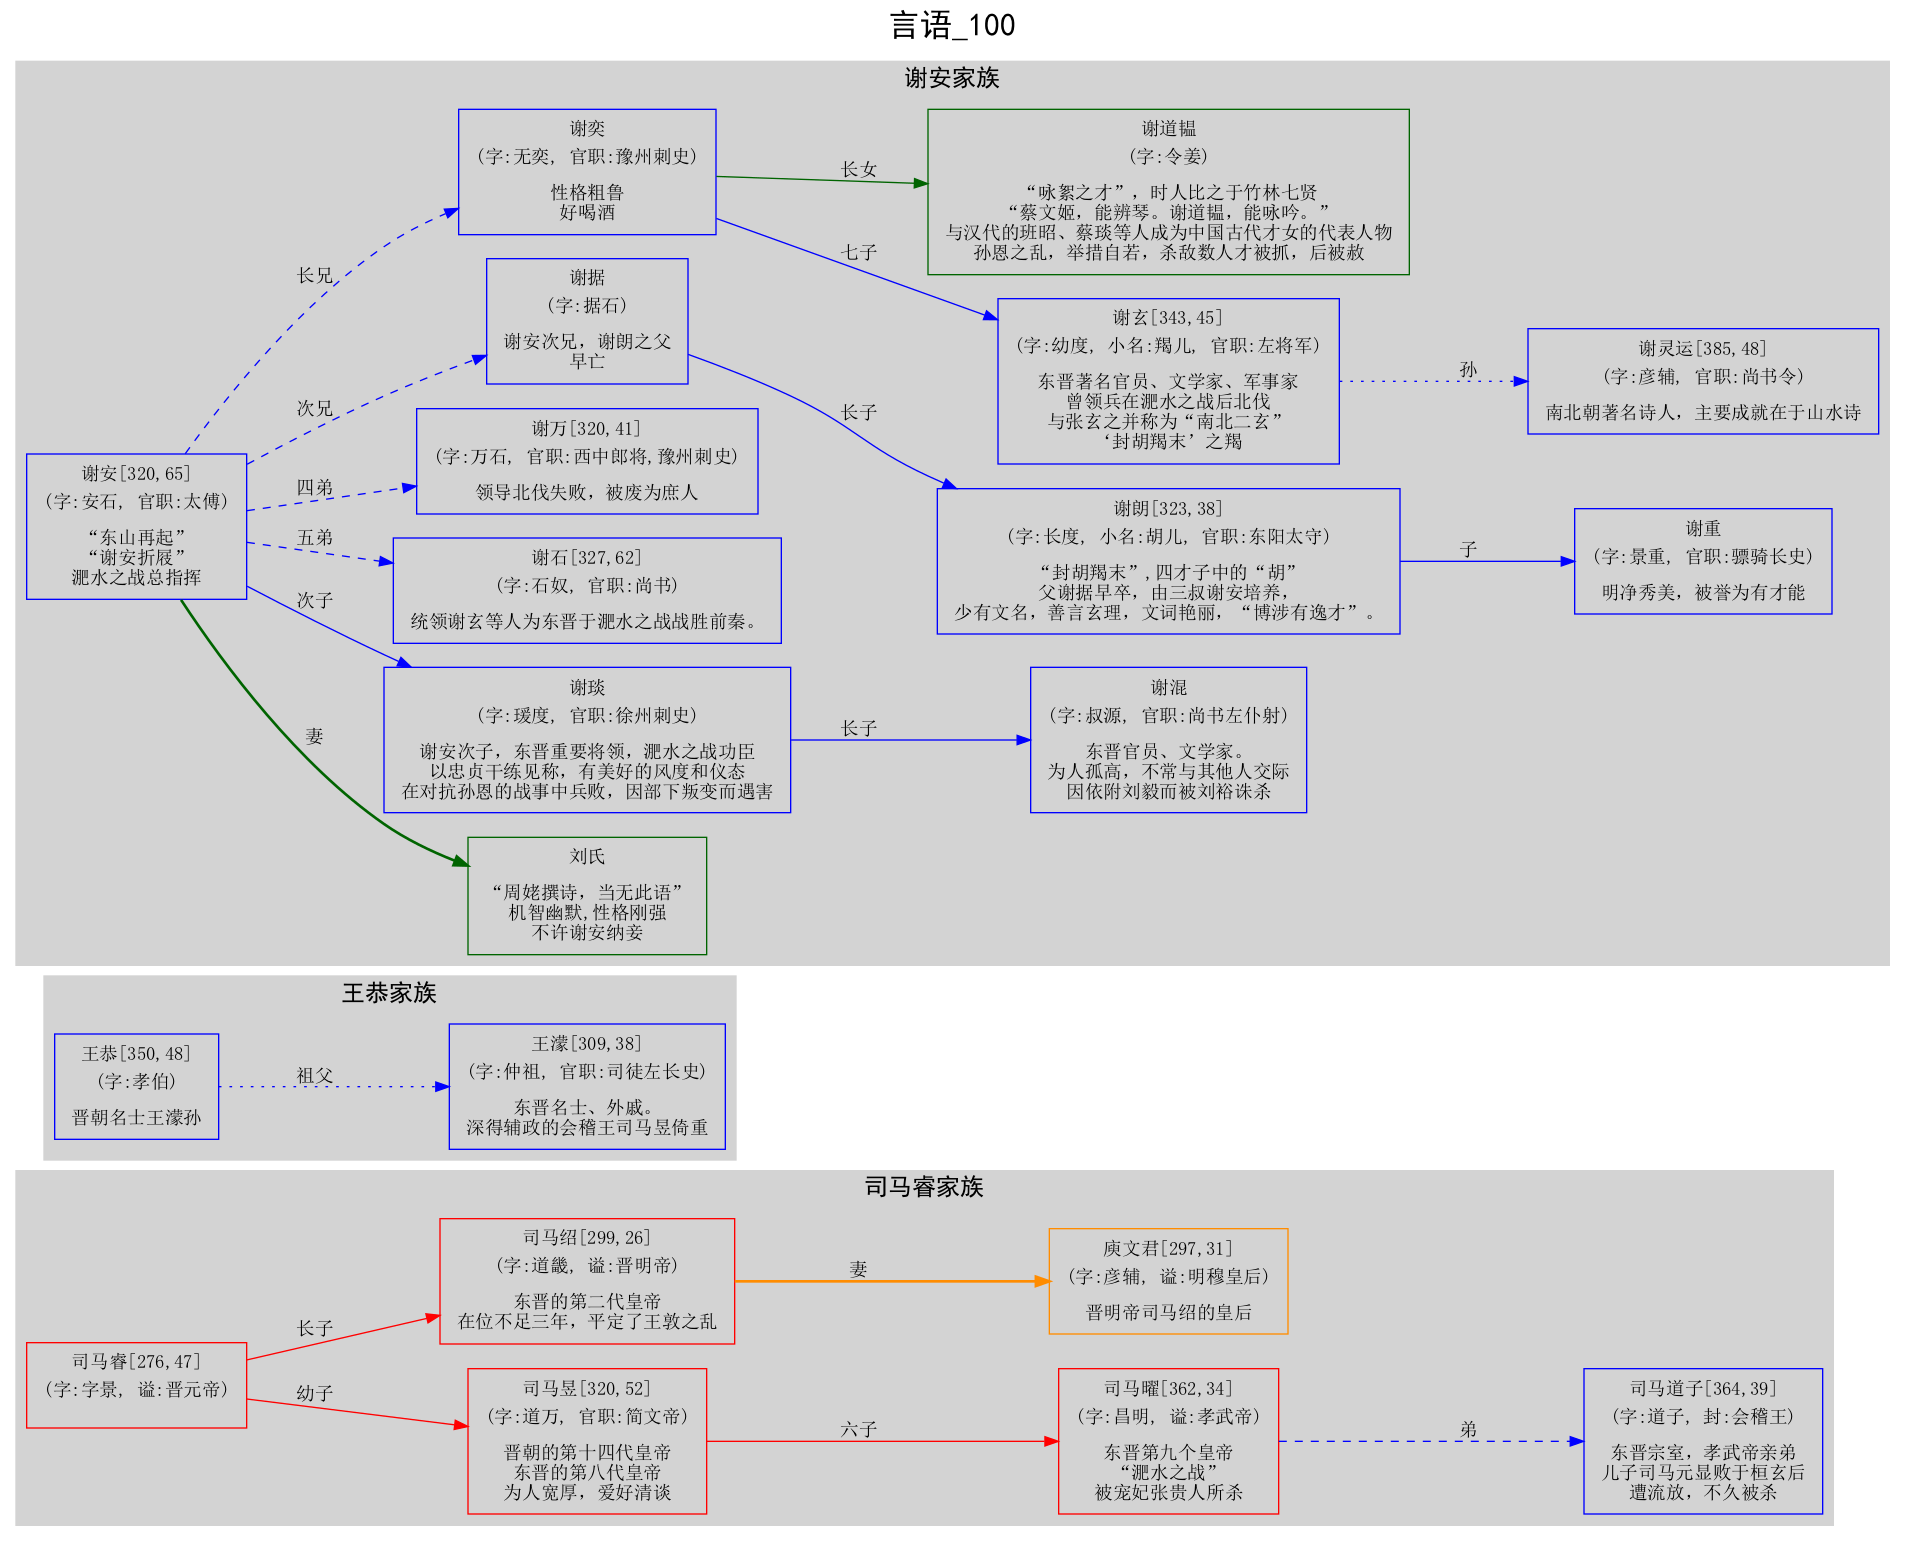 言语_100
谢安家族
谢安[320,65]
(字:安石, 官职:太傅)
“东山再起”
“谢安折屐”
淝水之战总指挥
长兄
次兄
四弟
五弟
次子
妻
谢奕
(字:无奕, 官职:豫州刺史)
性格粗鲁
好喝酒
长女
七子
谢据
(字:据石)
谢安次兄，谢朗之父
早亡
长子
谢万[320,41]
(字:万石, 官职:西中郎将,豫州刺史)
领导北伐失败，被废为庶人
谢石[327,62]
(字:石奴, 官职:尚书)
统领谢玄等人为东晋于淝水之战战胜前秦。
谢琰
(字:瑗度, 官职:徐州刺史)
谢安次子，东晋重要将领，淝水之战功臣
以忠贞干练见称，有美好的风度和仪态
在对抗孙恩的战事中兵败，因部下叛变而遇害
长子
刘氏
“周姥撰诗，当无此语”
机智幽默,性格刚强
不许谢安纳妾
谢道韫
(字:令姜)
“咏絮之才”，时人比之于竹林七贤
“蔡文姬，能辨琴。谢道韫，能咏吟。”
与汉代的班昭、蔡琰等人成为中国古代才女的代表人物
孙恩之乱，举措自若，杀敌数人才被抓，后被赦
谢玄[343,45]
(字:幼度, 小名:羯儿, 官职:左将军)
东晋著名官员、文学家、军事家
曾领兵在淝水之战后北伐
与张玄之并称为“南北二玄”
‘封胡羯末’之羯
孙
谢灵运[385,48]
(字:彦辅, 官职:尚书令)
南北朝著名诗人，主要成就在于山水诗
谢朗[323,38]
(字:长度, 小名:胡儿, 官职:东阳太守)
“封胡羯末”,四才子中的“胡”
父谢据早卒，由三叔谢安培养，
少有文名，善言玄理，文词艳丽，“博涉有逸才”。
子
谢重
(字:景重, 官职:骠骑长史)
明净秀美，被誉为有才能
谢混
(字:叔源, 官职:尚书左仆射)
东晋官员、文学家。
为人孤高，不常与其他人交际
因依附刘毅而被刘裕诛杀
王恭家族
王恭[350,48]
(字:孝伯)
晋朝名士王濛孙
祖父
王濛[309,38]
(字:仲祖, 官职:司徒左长史)
东晋名士、外戚。
深得辅政的会稽王司马昱倚重
司马睿家族
司马睿[276,47]
(字:字景, 谥:晋元帝)
长子
幼子
司马绍[299,26]
(字:道畿, 谥:晋明帝)
东晋的第二代皇帝
在位不足三年，平定了王敦之乱
妻
庾文君[297,31]
(字:彦辅, 谥:明穆皇后)
晋明帝司马绍的皇后
司马昱[320,52]
(字:道万, 官职:简文帝)
晋朝的第十四代皇帝
东晋的第八代皇帝
为人宽厚，爱好清谈
六子
司马曜[362,34]
(字:昌明, 谥:孝武帝)
东晋第九个皇帝
“淝水之战”
被宠妃张贵人所杀
弟
司马道子[364,39]
(字:道子, 封:会稽王)
东晋宗室，孝武帝亲弟
儿子司马元显败于桓玄后
遭流放，不久被杀